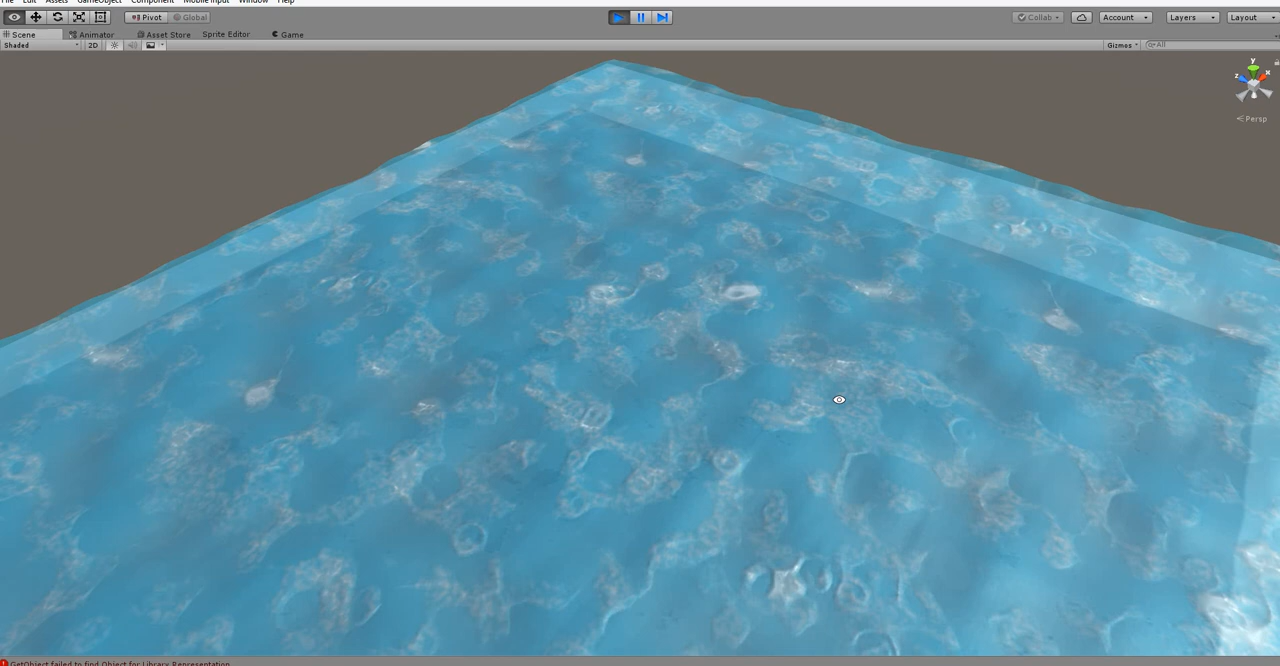 File Edit Assets GameObject Component Mobile Input Window Help
Pivot Global Collab Account Layers Layout
Scene Animator Asset Store Sprite Editor Game
Shaded 2D Gizmos All
y
z x
Persp
GetObject failed to find Object for Library Representation